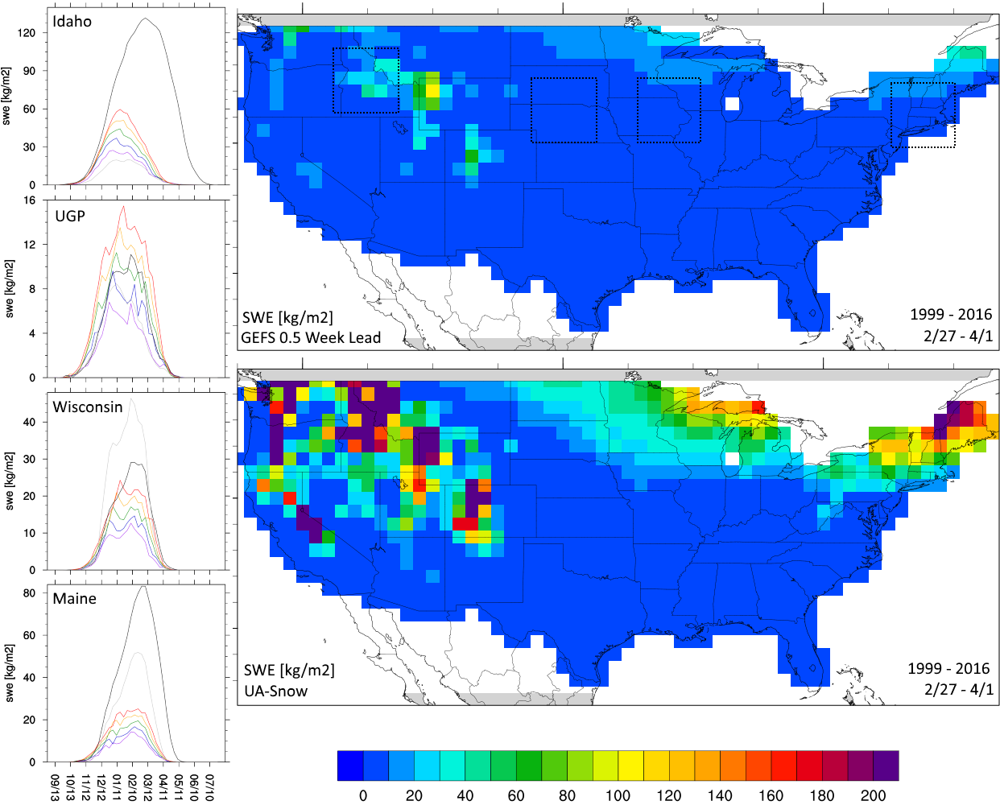 Idaho
120
90
60
30
0
swe [kg/m2]
UGP
16
12
8
4
0
swe [kg/m2]
Wisconsin
40
30
20
10
0
swe [kg/m2]
Maine
80
60
40
20
0
swe [kg/m2]
09/13
10/13
11/12
12/12
01/11
02/10
03/12
04/11
05/11
06/10
07/10
SWE [kg/m2]
GEFS 0.5 Week Lead
1999 - 2016
2/27 - 4/1
SWE [kg/m2]
UA-Snow
1999 - 2016
2/27 - 4/1
0 20 40 60 80 100 120 140 160 180 200